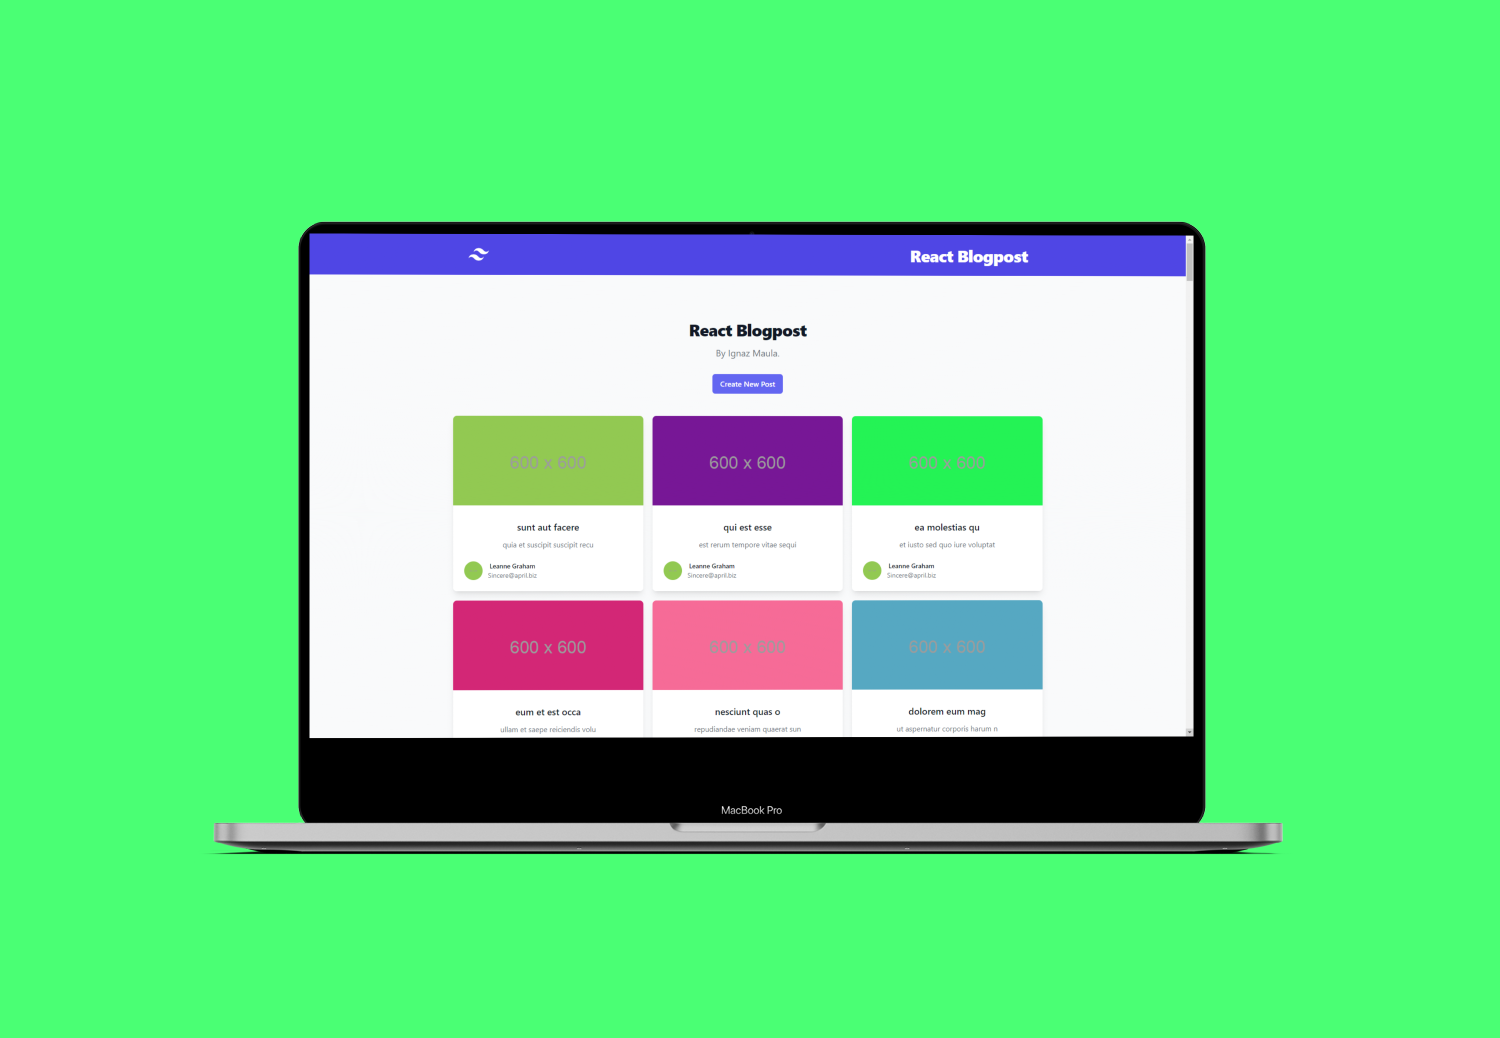 React Blogpost
React Blogpost
By Ignaz Maula.
Create New Post
600 x 600
600 x 600
600 x 600
sunt aut facere
qui est esse
ea molestias qu
quia et suscipit suscipit recu
est rerum tempore vitae sequi
et iusto sed quo iure voluptat
Leanne Graham
Leanne Graham
Leanne Graham
Sincere@april.biz
Sincere@april.biz
Sincere@april.biz
600 x 600
600 x 600
600 x 600
eum et est occa
nesciunt quas o
dolorem eum mag
ullam et saepe reiciendis volu
repudiandae veniam quaerat sun
ut aspernatur corporis harum n
MacBook Pro